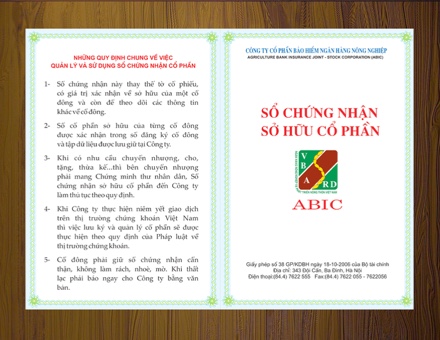 NHỮNG QUY ĐỊNH CHUNG VỀ VIỆC
QUẢN LÝ VÀ SỬ DỤNG SỔ CHỨNG NHẬN CỔ PHẦN
1- Sổ chứng nhận này thay thế tờ cổ phiếu,
có giá trị xác nhận về sở hữu của một cổ
đông và còn để theo dõi các thông tin
khác về cổ đông.
2- Số cổ phần sở hữu của từng cổ đông
được xác nhận trong sổ đăng ký cổ đông
và tập dữ liệu được lưu giữ tại Công ty.
3- Khi có nhu cầu chuyển nhượng, cho,
tặng, thừa kế...thì bên chuyển nhượng
phải mang Chứng minh thư nhân dân, Sổ
chứng nhận sở hữu cổ phần đến Công ty
làm thủ tục theo quy định.
4- Khi Công ty thực hiện niêm yết giao dịch
trên thị trường chứng khoán Việt Nam
thì việc lưu ký và quản lý cổ phần sẽ được
thực hiện theo quy định của Pháp luật về
thị trường chứng khoán.
5- Cổ đông phải giữ sổ chứng nhận cẩn
thận, không làm rách, nhoè, mờ. Khi thất
lạc phải báo ngay cho Công ty bằng văn
bản.
CÔNG TY CỔ PHẦN BẢO HIỂM NGÂN HÀNG NÔNG NGHIỆP
AGRICULTURE BANK INSURANCE JOINT - STOCK CORPORATION (ABIC)
SỔ CHỨNG NHẬN
SỞ HỮU CỔ PHẦN
VBARD
ABIC
Giấy phép số 38 GP/KDBH ngày 18-10-2006 của Bộ tài chính
Địa chỉ: 343 Đội Cấn, Ba Đình, Hà Nội
Điện thoại:(84.4) 7622 555 - Fax:(84.4) 7622 055 - 7622056